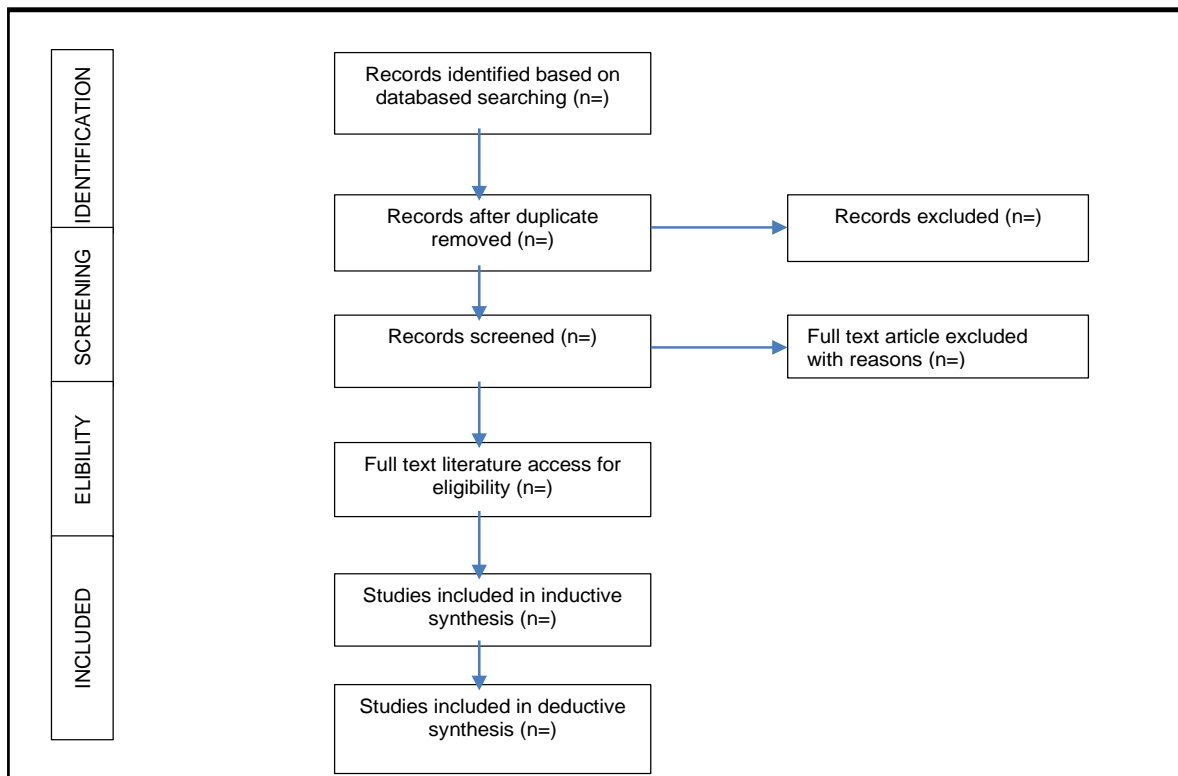 IDENTIFICATION
Records identified based on
databased searching (n=)
Records after duplicate
removed (n=)
Records excluded (n=)
SCREENING
Records screened (n=)
Full text article excluded
with reasons (n=)
ELIBILITY
Full text literature access for
eligibility (n=)
INCLUDED
Studies included in inductive
synthesis (n=)
Studies included in deductive
synthesis (n=)